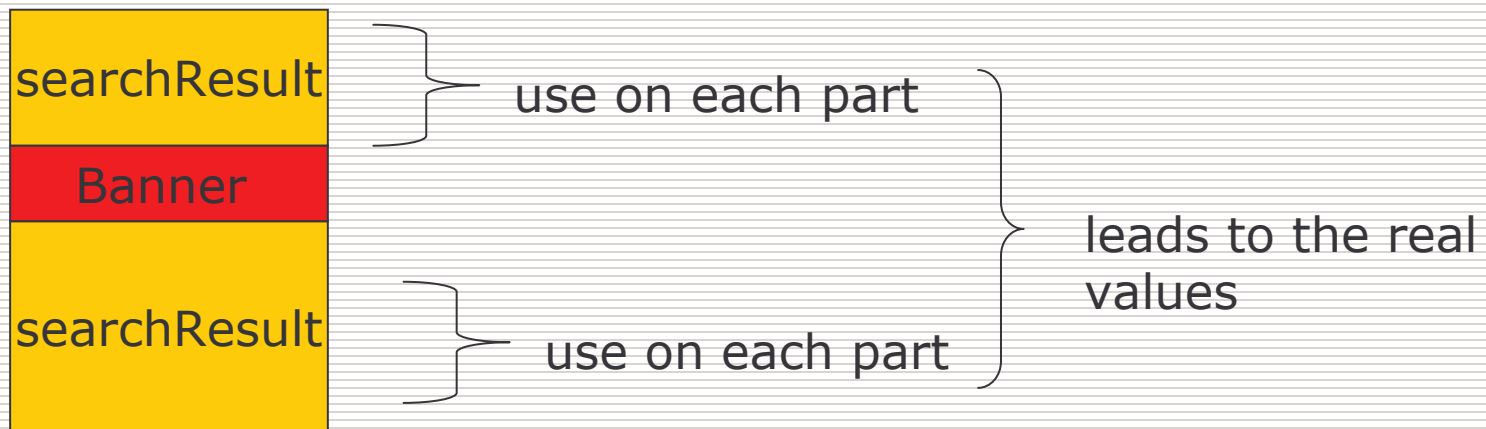 searchResult
use on each part
Banner
leads to the real
values
searchResult
use on each part